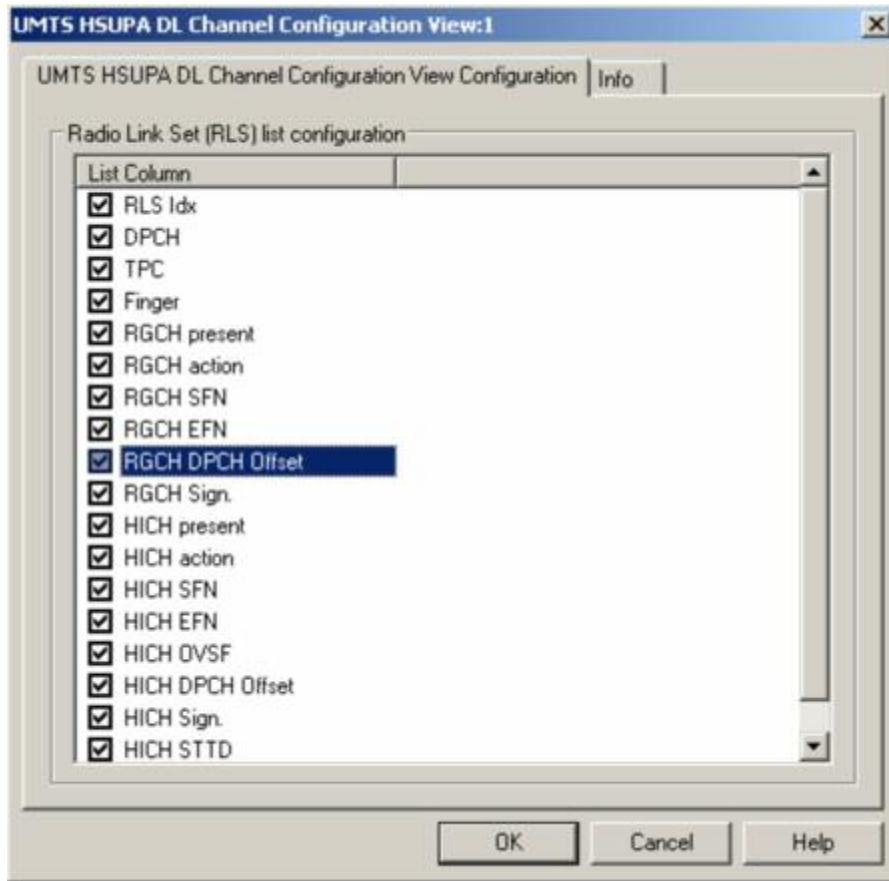 UMTS HSUPA DL Channel Configuration View:1
UMTS HSUPA DL Channel Configuration View Configuration Info
Radio Link Set (RLS) list configuration
List Column
RLS Idx
DPCH
TPC
Finger
RGCH present
RGCH action
RGCH SFN
RGCH EFN
RGCH DPCH Offset
RGCH Sign.
HICH present
HICH action
HICH SFN
HICH EFN
HICH OVSF
HICH DPCH Offset
HICH Sign.
HICH STTD
OK Cancel Help